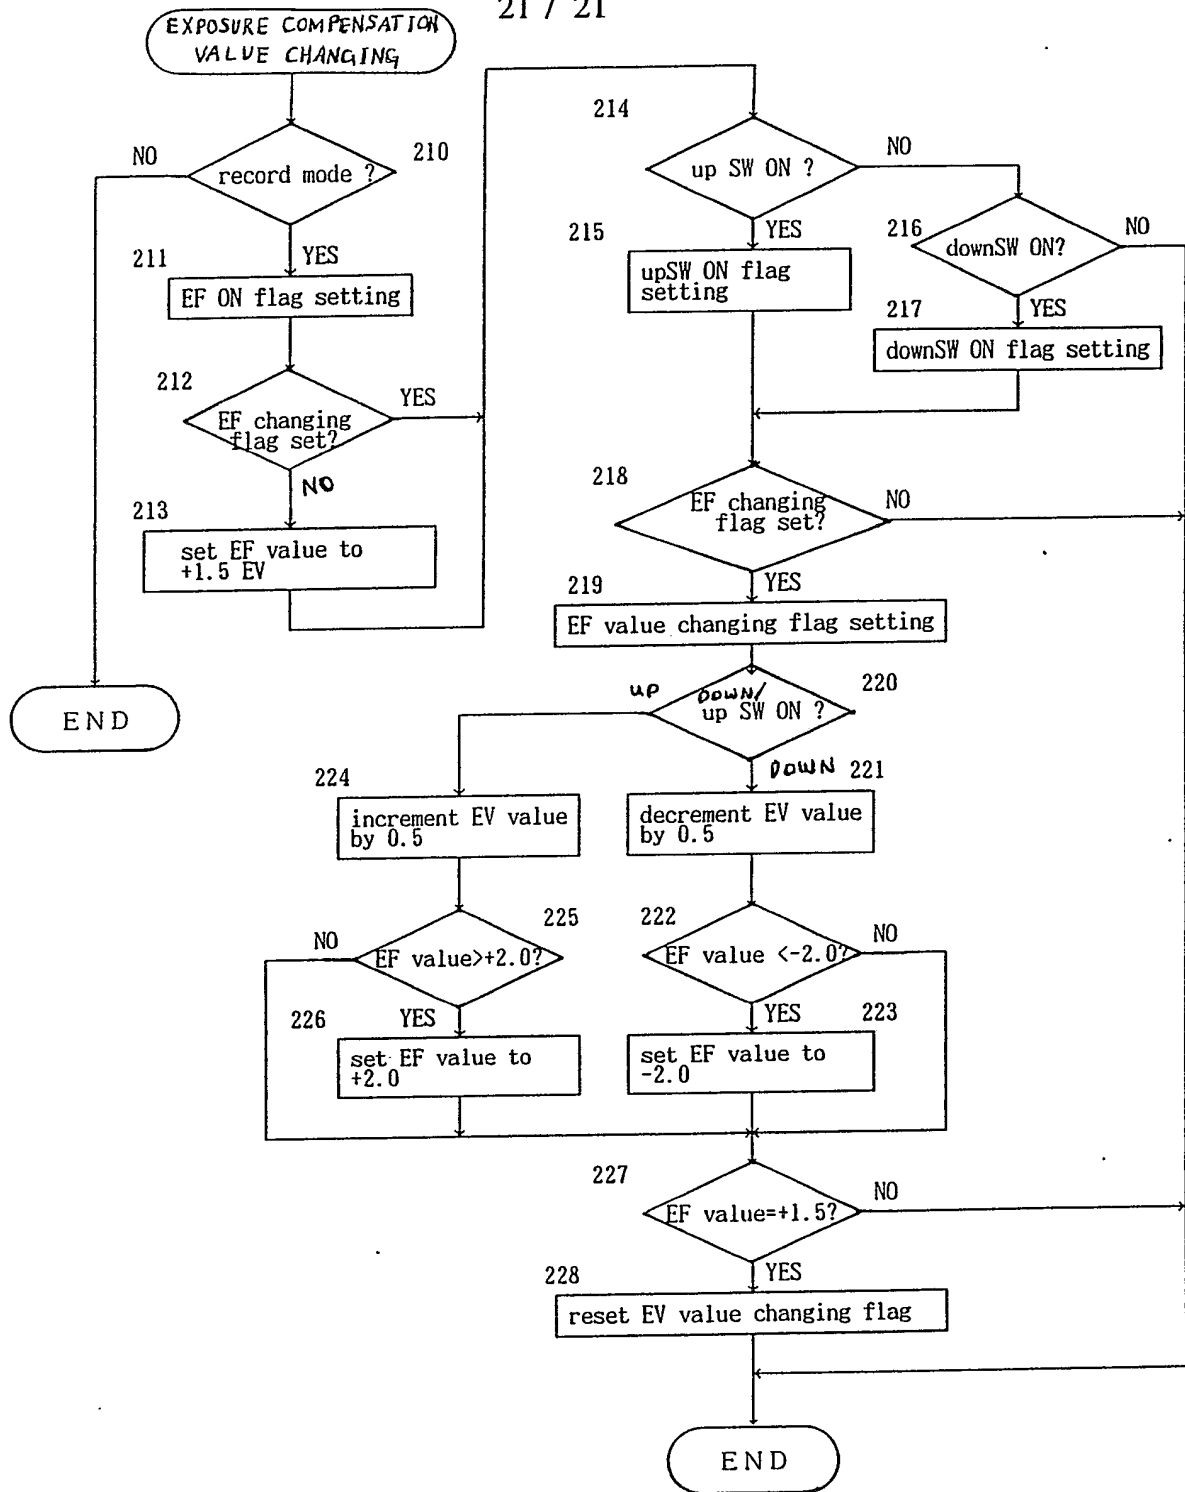 21 / 21
EXPOSURE COMPENSATION
VALUE CHANGING
210
NO
record mode ?
YES
211
EF ON flag setting
212
YES
EF changing
flag set?
NO
213
set EF value to
+1.5 EV
END
214
up SW ON ?
NO
YES
215
upSW ON flag
setting
216
downSW ON?
NO
YES
217
downSW ON flag setting
218
EF changing
flag set?
NO
YES
219
EF value changing flag setting
220
UP
DOWN/
up SW ON ?
DOWN
221
224
increment EV value
by 0.5
decrement EV value
by 0.5
225
NO
EF value>+2.0?
222
EF value <-2.0?
NO
YES
226
set EF value to
+2.0
YES
223
set EF value to
-2.0
227
EF value=+1.5?
NO
YES
228
reset EV value changing flag
END